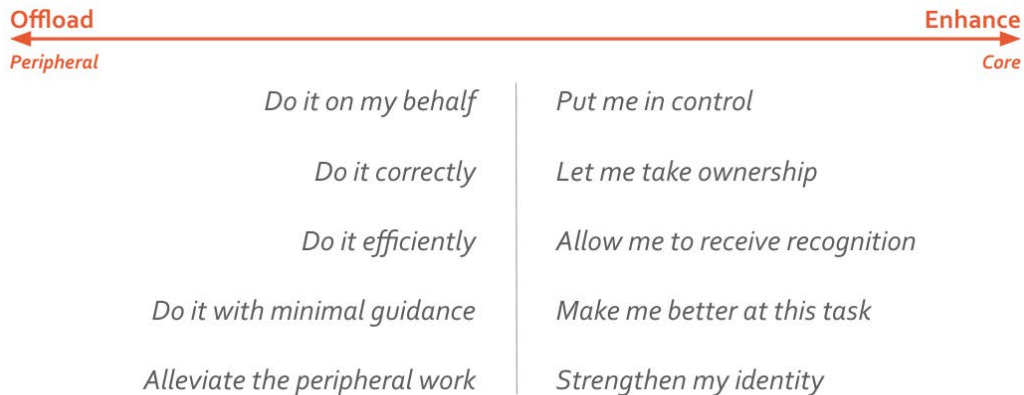 Offload Enhance
Peripheral Core
Do it on my behalf Put me in control
Do it correctly Let me take ownership
Do it efficiently Allow me to receive recognition
Do it with minimal guidance Make me better at this task
Alleviate the peripheral work Strengthen my identity